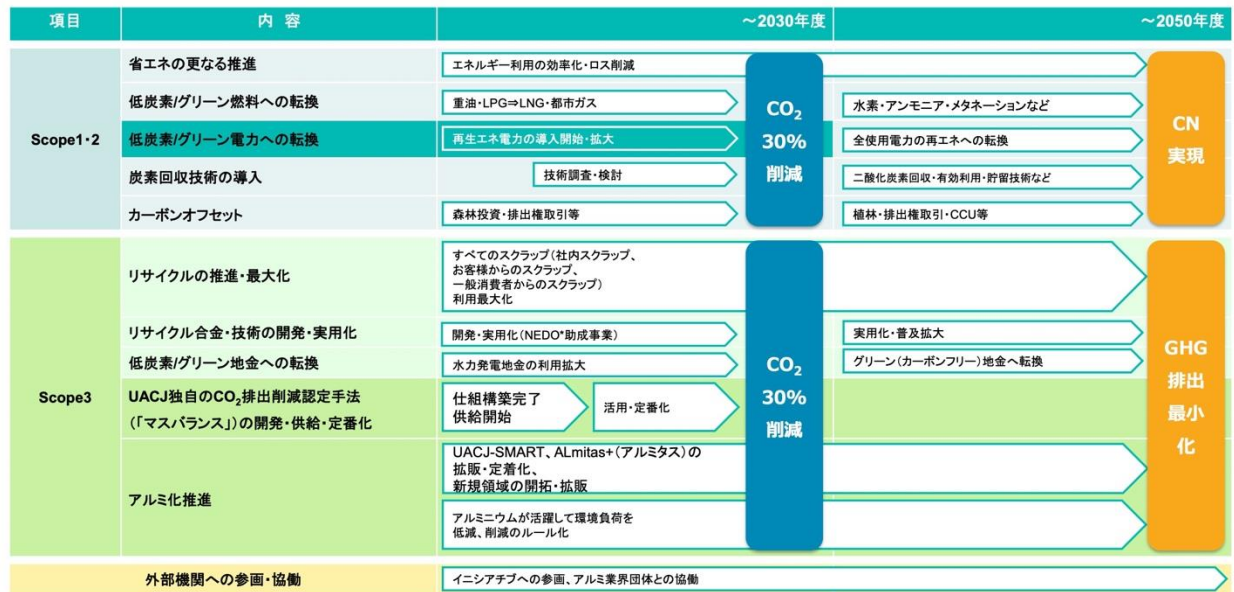 項目
内 容
～2030年度
～2050年度
Scope1・2
省エネの更なる推進
エネルギー利用の効率化・ロス削減
低炭素/グリーン燃料への転換
重油・LPG⇒LNG・都市ガス
水素・アンモニア・メタネーションなど
低炭素/グリーン電力への転換
再生エネ電力の導入開始・拡大
全使用電力の再エネへの転換
炭素回収技術の導入
技術調査・検討
二酸化炭素回収・有効利用・貯留技術など
カーボンオフセット
森林投資・排出権取引等
植林・排出権取引・CCU等
CO₂
30%
削減
CN
実現
Scope3
リサイクルの推進・最大化
すべてのスクラップ（社内スクラップ、
お客様からのスクラップ、
一般消費者からのスクラップ）
利用最大化
リサイクル合金・技術の開発・実用化
開発・実用化（NEDO*助成事業）
実用化・普及拡大
低炭素/グリーン地金への転換
水力発電地金の利用拡大
グリーン（カーボンフリー）地金へ転換
UACJ独自のCO₂排出削減認定手法
（「マスバランス」）の開発・供給・定番化
仕組構築完了
供給開始
活用・定番化
アルミ化推進
UACJ-SMART、ALmitas+（アルミタス）の
拡販・定着化、
新規領域の開拓・拡販
アルミニウムが活躍して環境負荷を
低減、削減のルール化
CO₂
30%
削減
GHG
排出
最小
化
外部機関への参画・協働
イニシアチブへの参画、アルミ業界団体との協働